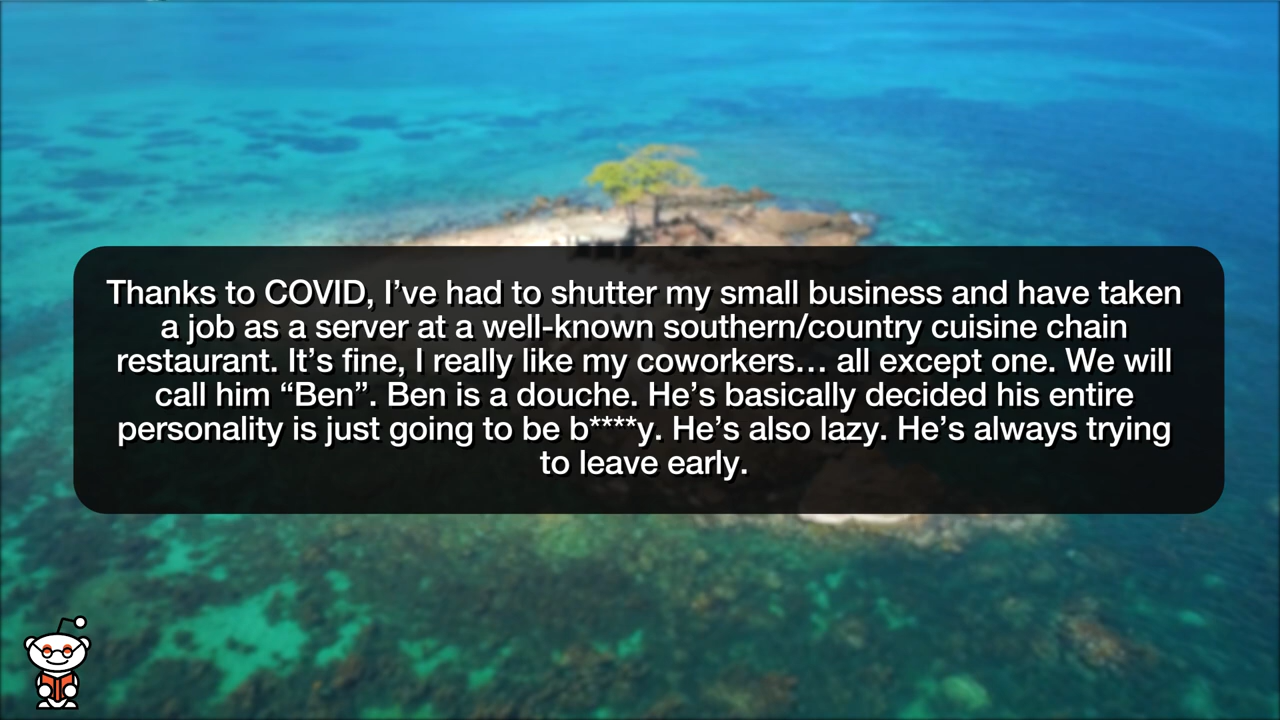 Thanks to COVID, I’ve had to shutter my small business and have taken
a job as a server at a well-known southern/country cuisine chain
restaurant. It’s fine, I really like my coworkers… all except one. We will
call him “Ben”. Ben is a douche. He’s basically decided his entire
personality is just going to be b****y. He’s also lazy. He’s always trying
to leave early.